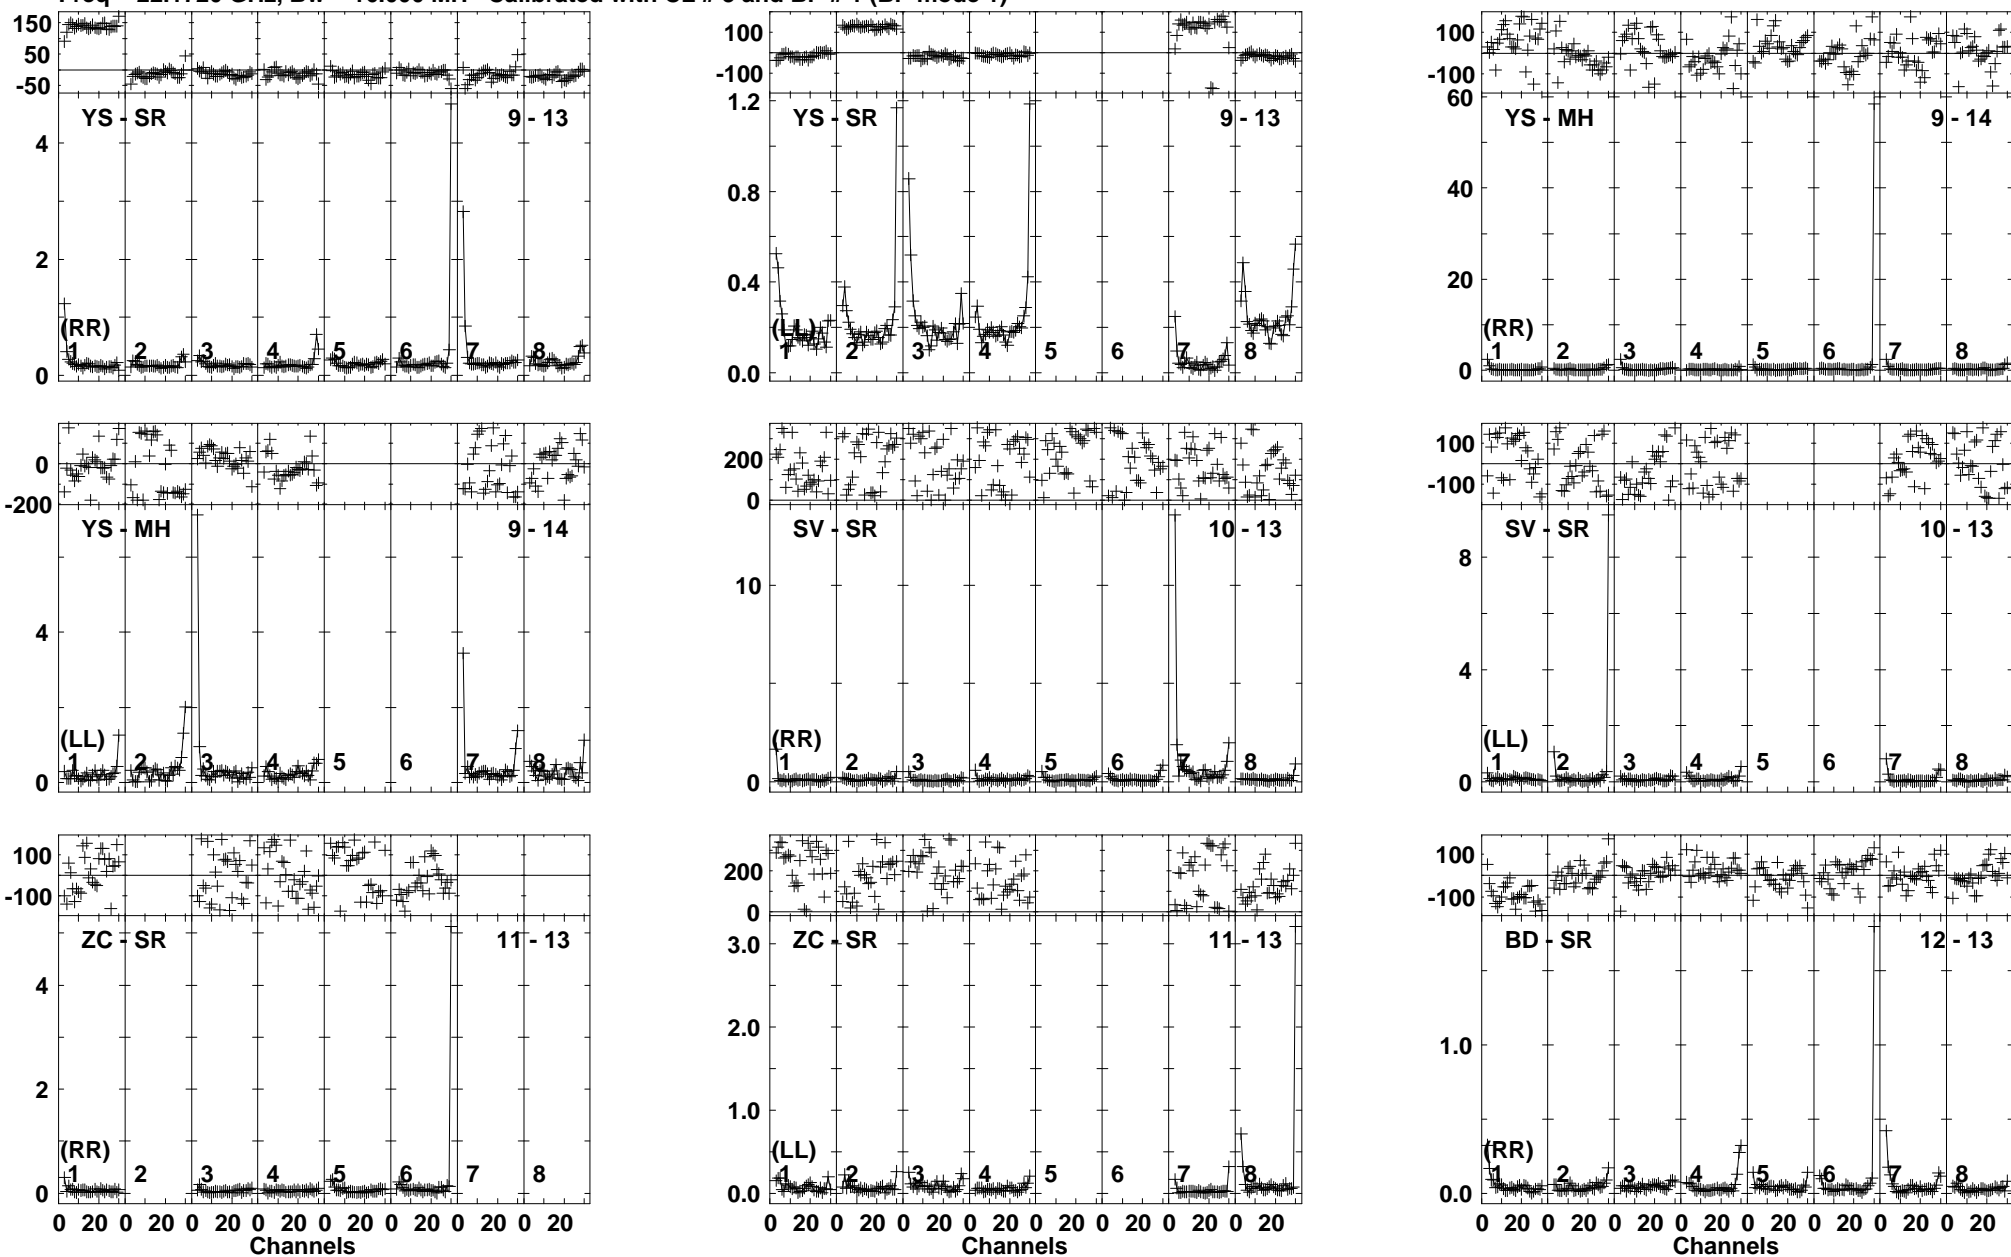 150
50
-50
YS - SR
9 - 13
4
2
0
(RR)
1 2 3 4 5 6 7 8
100
-100
1.2
YS - SR
9 - 13
0.8
0.4
0.0
(LL)
1 2 3 4 5 6 7 8
100
-100
60
YS - MH
9 - 14
40
20
0
(RR)
1 2 3 4 5 6 7 8
0
-200
YS - MH
9 - 14
4
0
(LL)
1 2 3 4 5 6 7 8
200
0
SV - SR
10 - 13
10
0
(RR)
1 2 3 4 5 6 7 8
100
-100
SV - SR
10 - 13
8
4
0
(LL)
1 2 3 4 5 6 7 8
100
-100
ZC - SR
11 - 13
4
2
0
(RR)
1 2 3 4 5 6 7 8
0 20 0 20 0 20 0 20 0 20 0 20 0 20 0 20
Channels
200
0
ZC - SR
11 - 13
3.0
2.0
1.0
0.0
(LL)
1 2 3 4 5 6 7 8
0 20 0 20 0 20 0 20 0 20 0 20 0 20 0 20
Channels
100
-100
BD - SR
12 - 13
1.0
0.0
(RR)
1 2 3 4 5 6 7 8
0 20 0 20 0 20 0 20 0 20 0 20 0 20 0 20
Channels